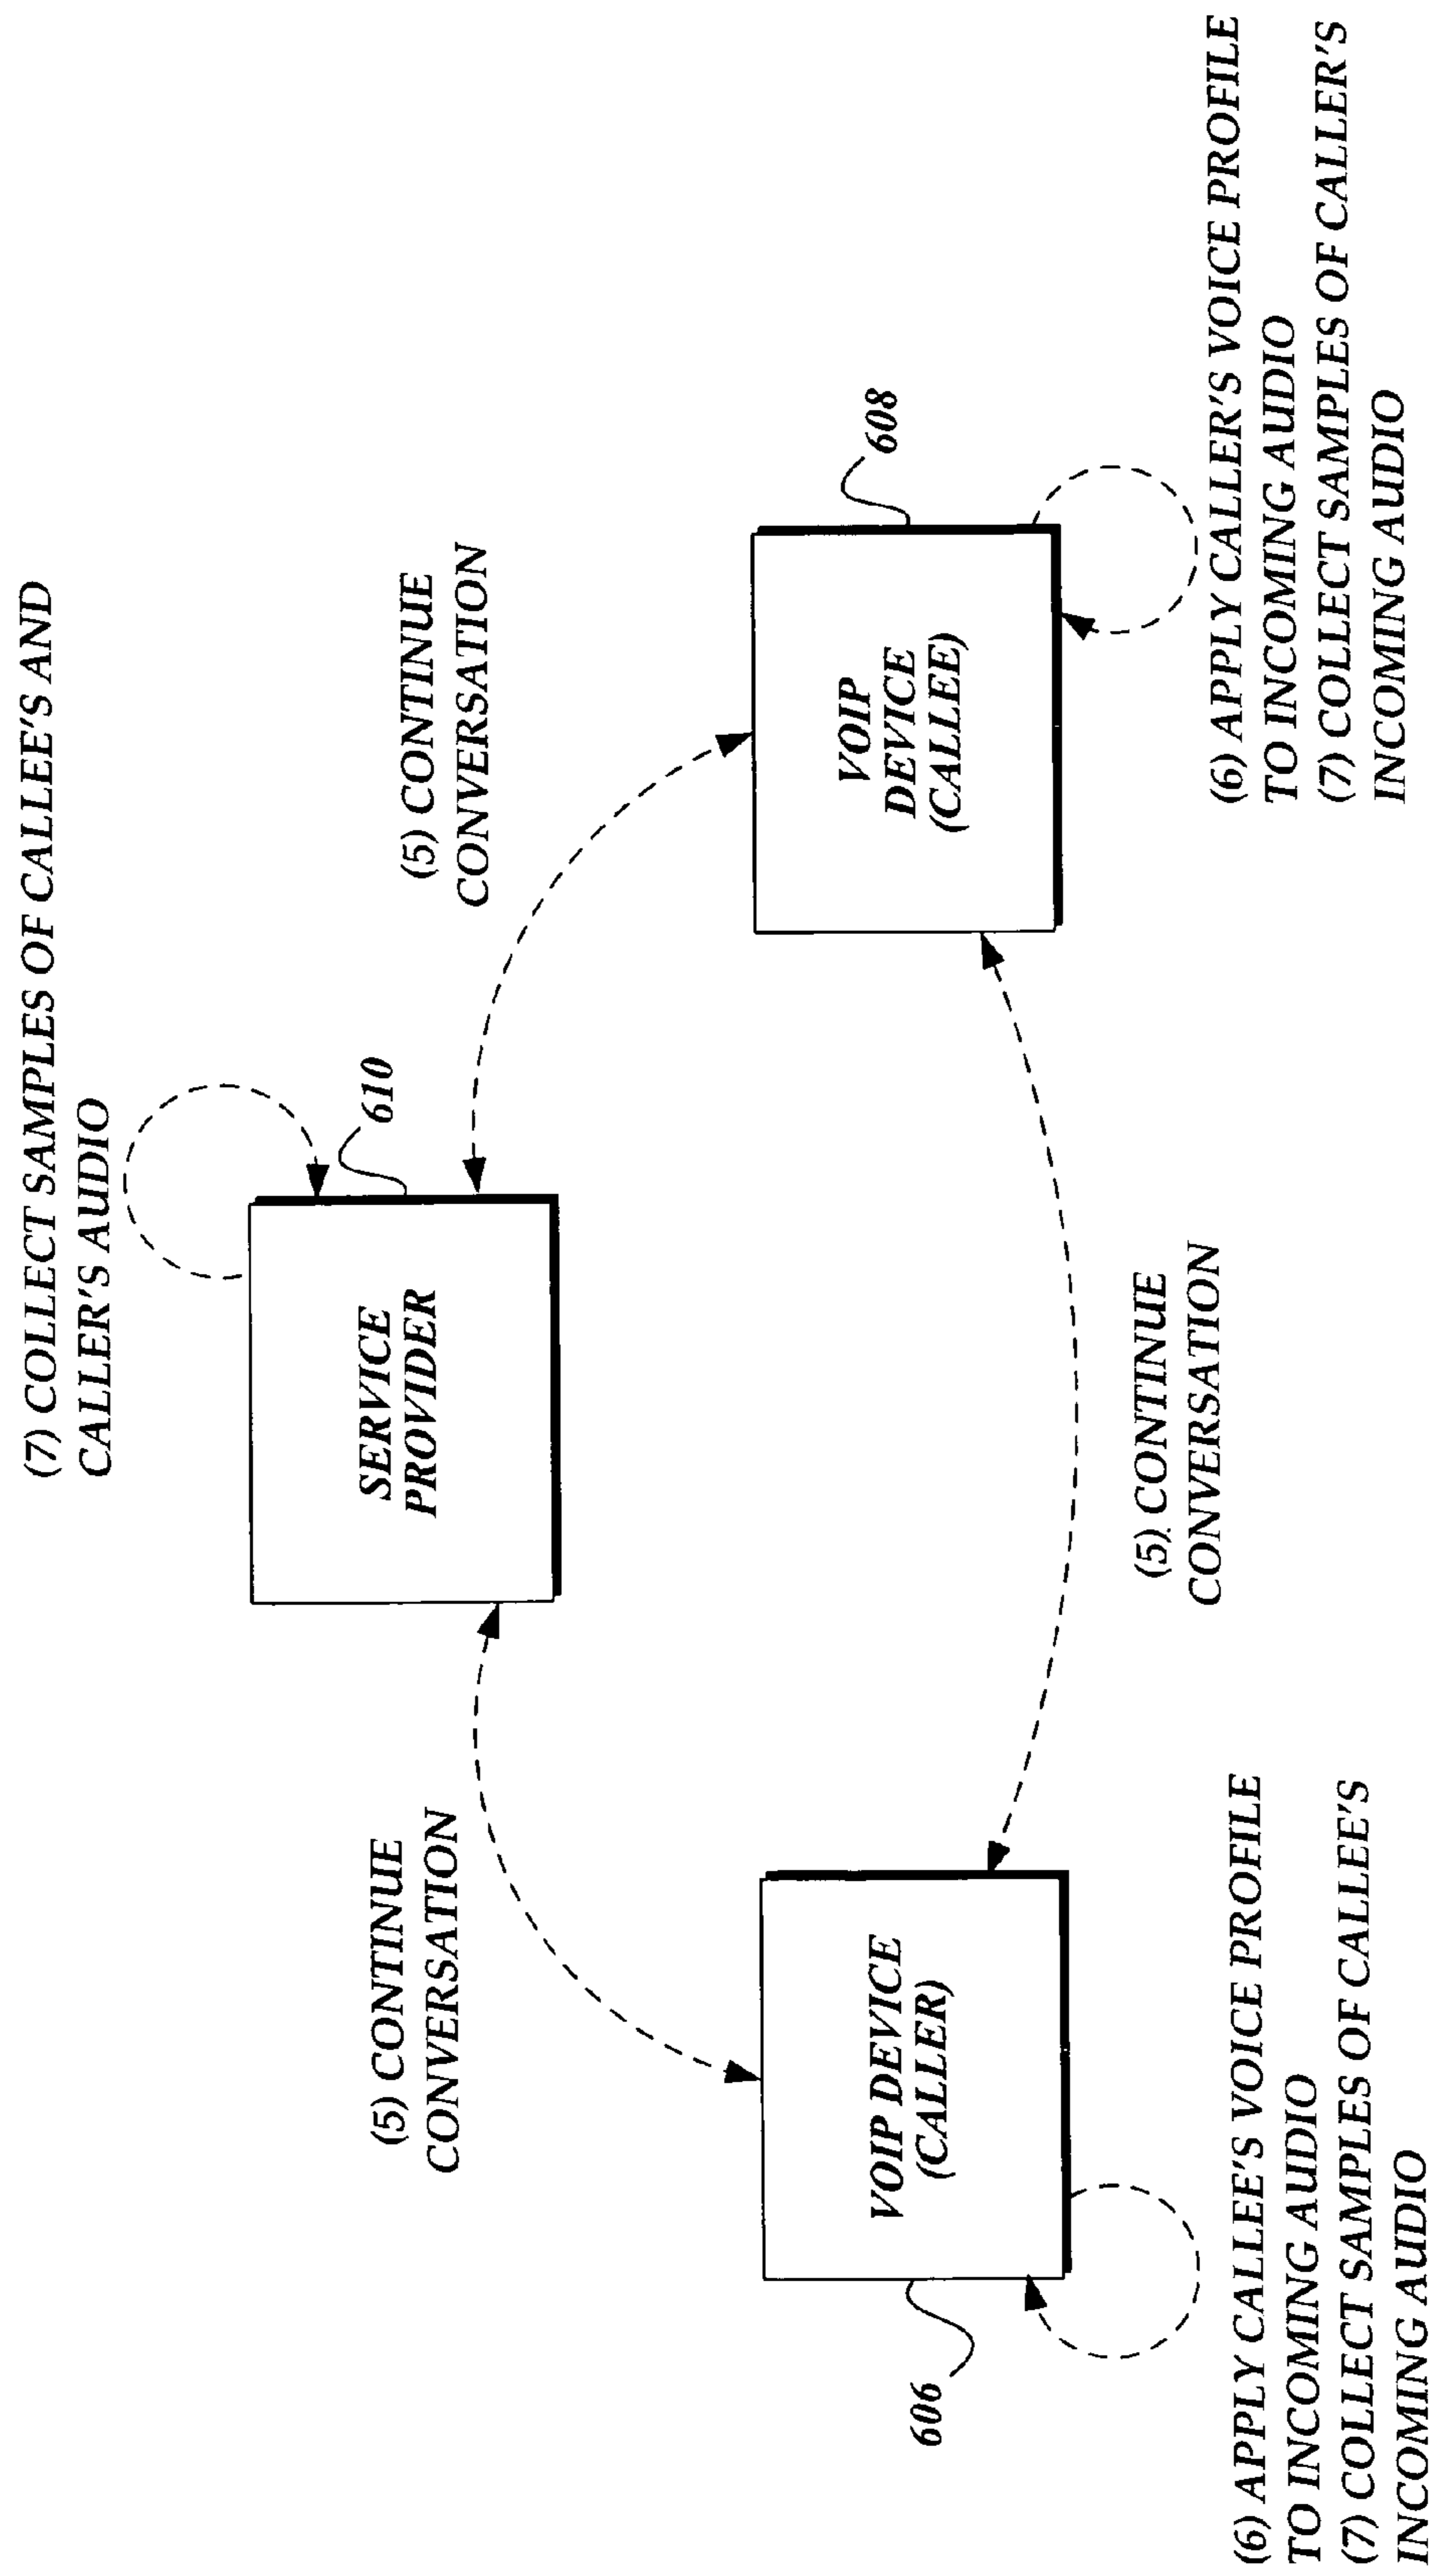 (7) COLLECT SAMPLES OF CALLEE'S AND
CALLER'S AUDIO
610
SERVICE
PROVIDER
(5) CONTINUE
CONVERSATION
(5) CONTINUE
CONVERSATION
606
VOIP DEVICE
(CALLER)
608
VOIP
DEVICE
(CALLEE)
(5) CONTINUE
CONVERSATION
(6) APPLY CALLEE'S VOICE PROFILE
TO INCOMING AUDIO
(7) COLLECT SAMPLES OF CALLEE'S
INCOMING AUDIO
(6) APPLY CALLER'S VOICE PROFILE
TO INCOMING AUDIO
(7) COLLECT SAMPLES OF CALLER'S
INCOMING AUDIO